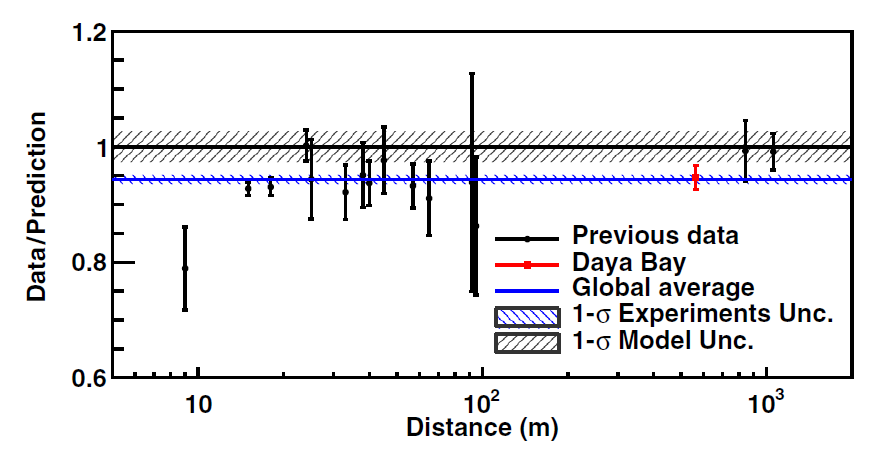 1.2
1
0.8
0.6
Data/Prediction
Previous data
Daya Bay
Global average
1-σ Experiments Unc.
1-σ Model Unc.
10
10²
10³
Distance (m)